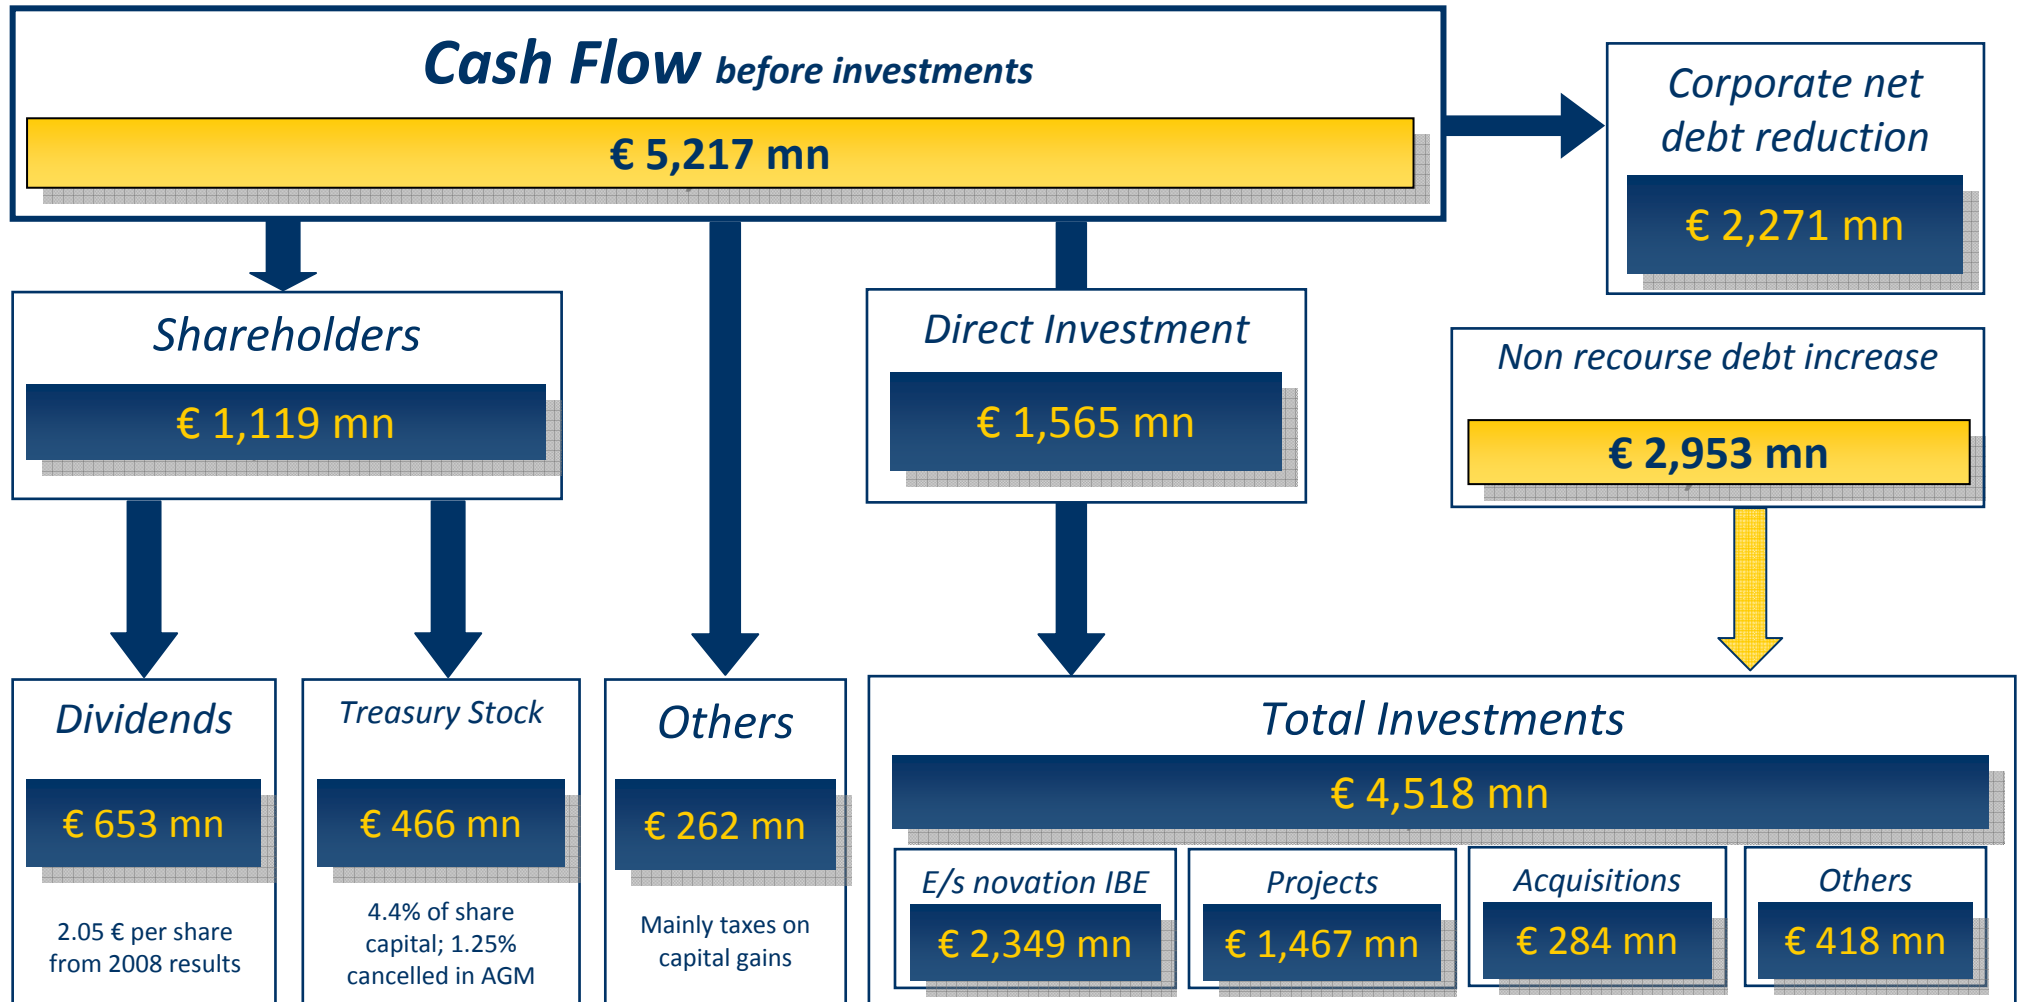 Cash Flow before investments
€ 5,217 mn
Corporate net
debt reduction
€ 2,271 mn
Shareholders
€ 1,119 mn
Direct Investment
€ 1,565 mn
Non recourse debt increase
€ 2,953 mn
Dividends
€ 653 mn
2.05 € per share
from 2008 results
Treasury Stock
€ 466 mn
4.4% of share
capital; 1.25%
cancelled in AGM
Others
€ 262 mn
Mainly taxes on
capital gains
Total Investments
€ 4,518 mn
E/s novation IBE
€ 2,349 mn
Projects
€ 1,467 mn
Acquisitions
€ 284 mn
Others
€ 418 mn